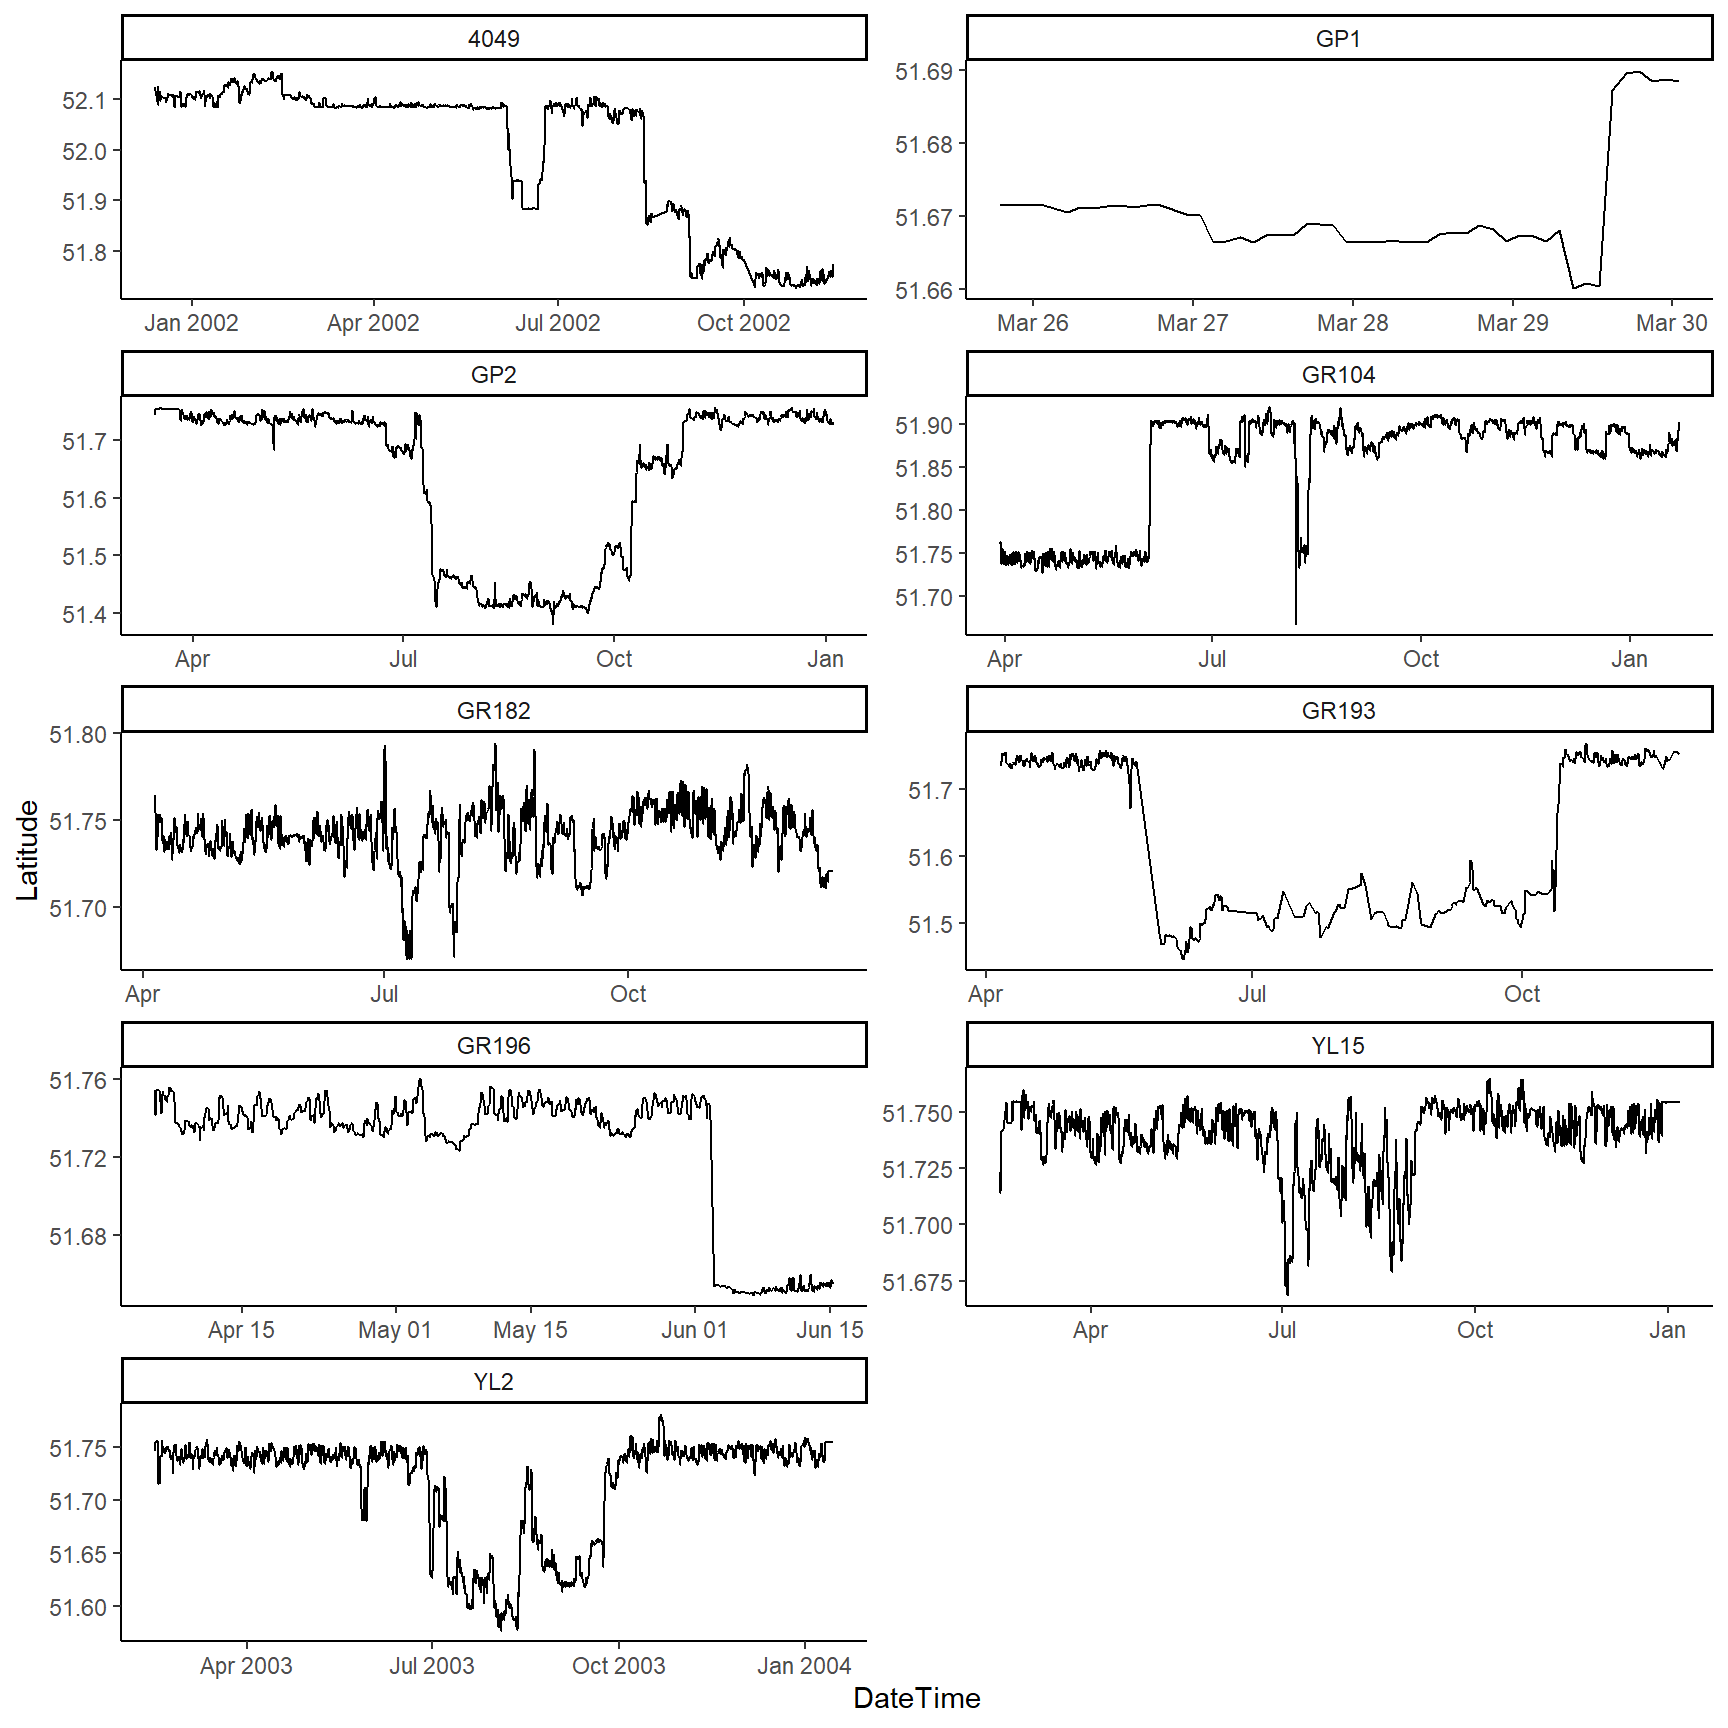 4049
52.1
52.0
51.9
51.8
Jan 2002 Apr 2002 Jul 2002 Oct 2002
GP1
51.69
51.68
51.67
51.66
Mar 26 Mar 27 Mar 28 Mar 29 Mar 30
GP2
51.7
51.6
51.5
51.4
Apr Jul Oct Jan
GR104
51.90
51.85
51.80
51.75
51.70
Apr Jul Oct Jan
GR182
51.80
51.75
51.70
Apr Jul Oct
GR193
51.7
51.6
51.5
Apr Jul Oct
GR196
51.76
51.72
51.68
Apr 15 May 01 May 15 Jun 01 Jun 15
YL15
51.750
51.725
51.700
51.675
Apr Jul Oct Jan
YL2
51.75
51.70
51.65
51.60
Apr 2003 Jul 2003 Oct 2003 Jan 2004
Latitude
DateTime